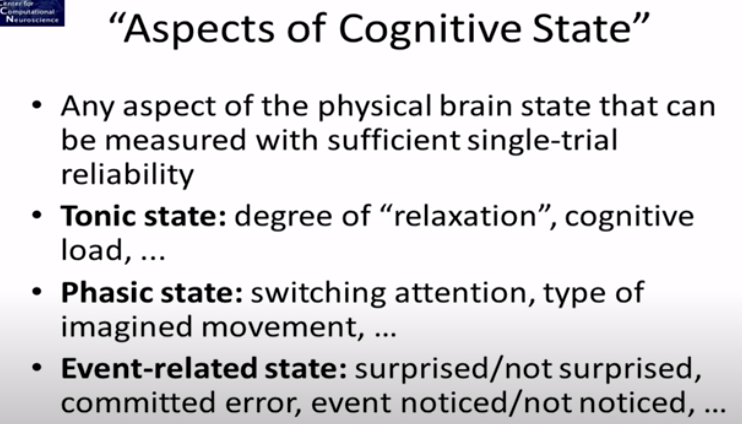 Center for
Computational
Neuroscience
“Aspects of Cognitive State”
• Any aspect of the physical brain state that can
be measured with sufficient single-trial
reliability
• Tonic state: degree of “relaxation”, cognitive
load, ...
• Phasic state: switching attention, type of
imagined movement, ...
• Event-related state: surprised/not surprised,
committed error, event noticed/not noticed, ...